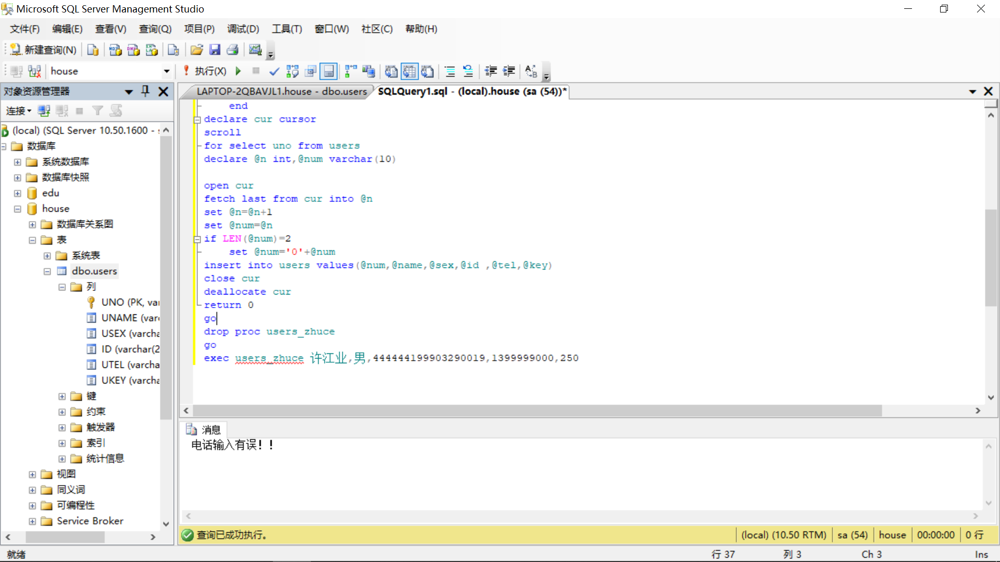 Microsoft SQL Server Management Studio
文件(F) 编辑(E) 查看(V) 查询(Q) 项目(P) 调试(D) 工具(T) 窗口(W) 社区(C) 帮助(H)
新建查询(N)
house 执行(X)
对象资源管理器
连接
(local) (SQL Server 10.50.1600 - s
数据库
系统数据库
数据库快照
edu
house
数据库关系图
表
系统表
dbo.users
列
UNO (PK, var
UNAME (varc
USEX (varcha
ID (varchar(2
UTEL (varcha
UKEY (varcha
键
约束
触发器
索引
统计信息
视图
同义词
可编程性
Service Broker
LAPTOP-2QBAVJL1.house - dbo.users
SQLQuery1.sql - (local).house (sa (54))*
end
declare cur cursor
scroll
for select uno from users
declare @n int,@num varchar(10)
open cur
fetch last from cur into @n
set @n=@n+1
set @num=@n
if LEN(@num)=2
set @num='0'+@num
insert into users values(@num,@name,@sex,@id ,@tel,@key)
close cur
deallocate cur
return 0
go
drop proc users_zhuce
go
exec users_zhuce 许江业,男,444444199903290019,1399999000,250
消息
电话输入有误！！
查询已成功执行。
(local) (10.50 RTM) sa (54) house 00:00:00 0 行
就绪 行 37 列 3 Ch 3 Ins